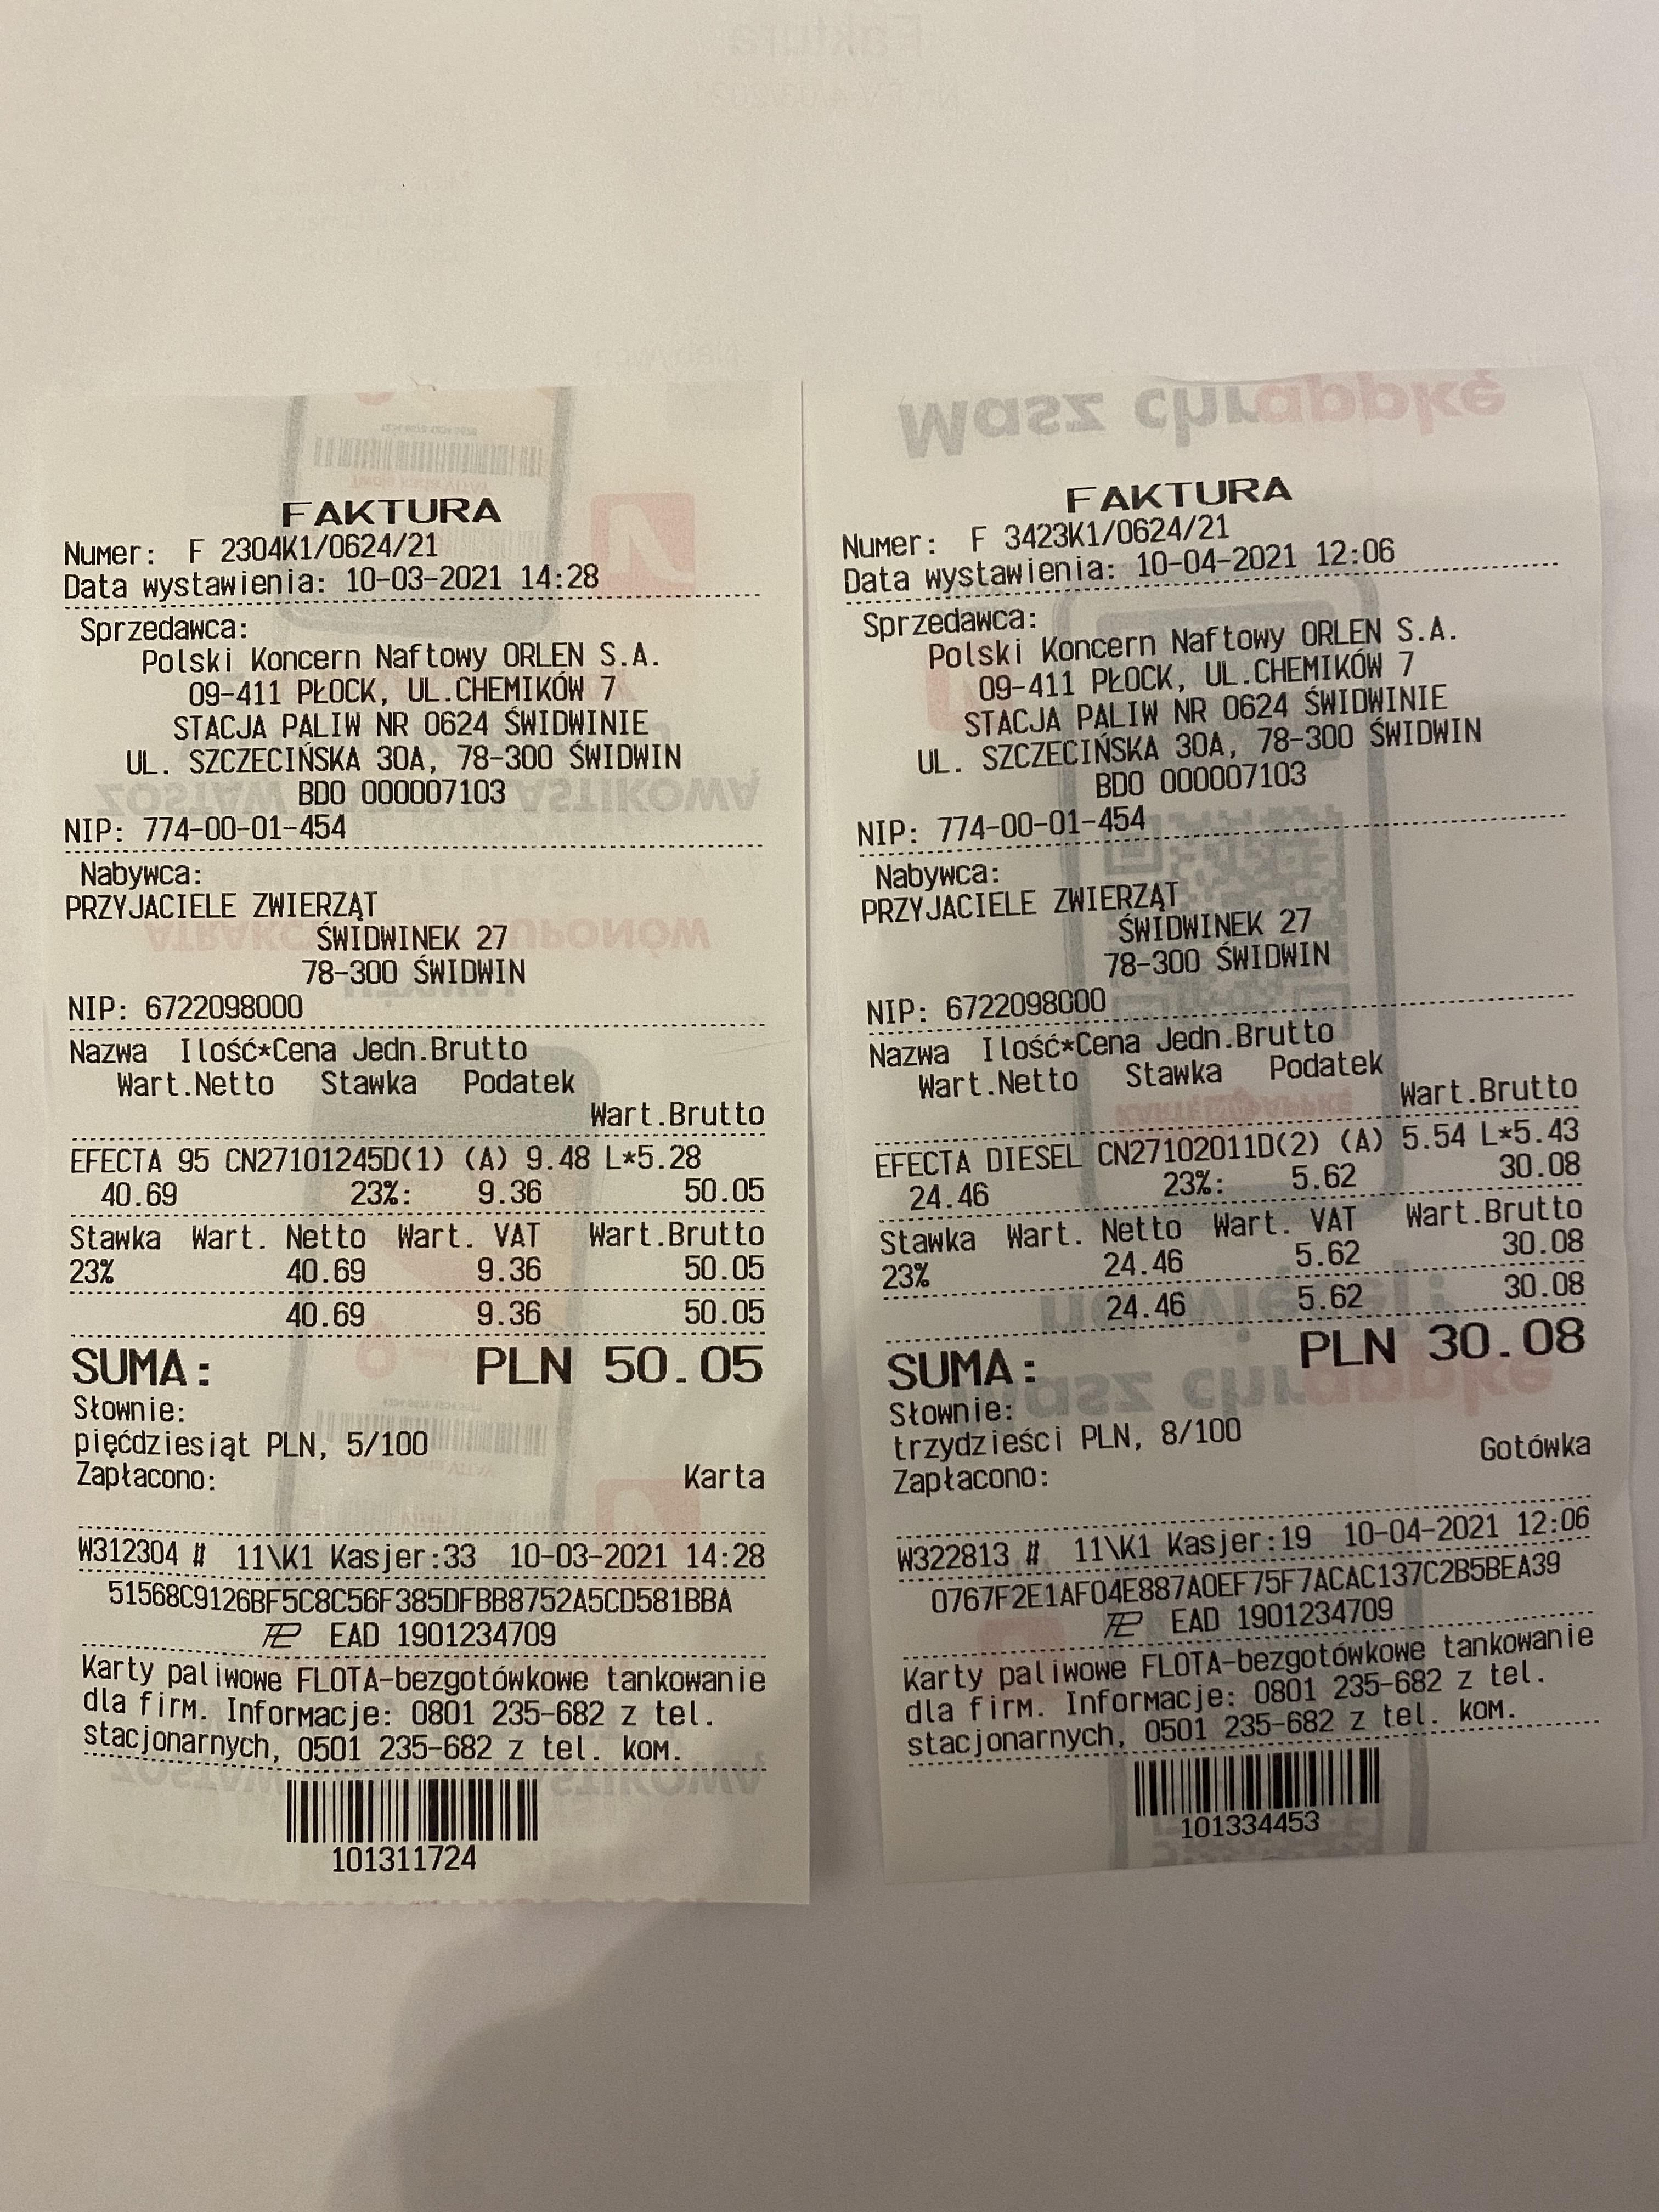 FAKTURA
Numer: F 2304K1/0624/21
Data wystawienia: 10-03-2021 14:28
Sprzedawca:
Polski Koncern Naftowy ORLEN S.A.
09-411 PŁOCK, UL.CHEMIKÓW 7
STACJA PALIW NR 0624 ŚWIDWINIE
UL. SZCZECIŃSKA 30A, 78-300 ŚWIDWIN
BDO 000007103
NIP: 774-00-01-454
Nabywca:
PRZYJACIELE ZWIERZĄT
ŚWIDWINEK 27
78-300 ŚWIDWIN
NIP: 6722098000
Nazwa Ilość*Cena Jedn.Brutto
Wart.Netto Stawka Podatek
Wart.Brutto
EFECTA 95 CN27101245D(1) (A) 9.48 L*5.28
40.69 23%: 9.36 50.05
Stawka Wart. Netto Wart. VAT Wart.Brutto
23% 40.69 9.36 50.05
40.69 9.36 50.05
SUMA: PLN 50.05
Słownie:
pięćdziesiąt PLN, 5/100
Zapłacono: Karta
W312304 # 11\K1 Kasjer:33 10-03-2021 14:28
51568C9126BF5C8C56F385DFBB8752A5CD581BBA
EAD 1901234709
Karty paliwowe FLOTA-bezgotówkowe tankowanie
dla firm. Informacje: 0801 235-682 z tel.
stacjonarnych, 0501 235-682 z tel. kom.
101311724
Masz chrappkę
FAKTURA
Numer: F 3423K1/0624/21
Data wystawienia: 10-04-2021 12:06
Sprzedawca:
Polski Koncern Naftowy ORLEN S.A.
09-411 PŁOCK, UL.CHEMIKÓW 7
STACJA PALIW NR 0624 ŚWIDWINIE
UL. SZCZECIŃSKA 30A, 78-300 ŚWIDWIN
BDO 000007103
NIP: 774-00-01-454
Nabywca:
PRZYJACIELE ZWIERZĄT
ŚWIDWINEK 27
78-300 ŚWIDWIN
NIP: 6722098000
Nazwa Ilość*Cena Jedn.Brutto
Wart.Netto Stawka Podatek
Wart.Brutto
EFECTA DIESEL CN27102011D(2) (A) 5.54 L*5.43
24.46 23%: 5.62 30.08
Stawka Wart. Netto Wart. VAT Wart.Brutto
23% 24.46 5.62 30.08
24.46 5.62 30.08
SUMA: PLN 30.08
Słownie:
trzydzieści PLN, 8/100
Zapłacono: Gotówka
W322813 # 11\K1 Kasjer:19 10-04-2021 12:06
0767F2E1AF04E887A0EF75F7ACAC137C2B5BEA39
EAD 1901234709
Karty paliwowe FLOTA-bezgotówkowe tankowanie
dla firm. Informacje: 0801 235-682 z tel.
stacjonarnych, 0501 235-682 z tel. kom.
101334453